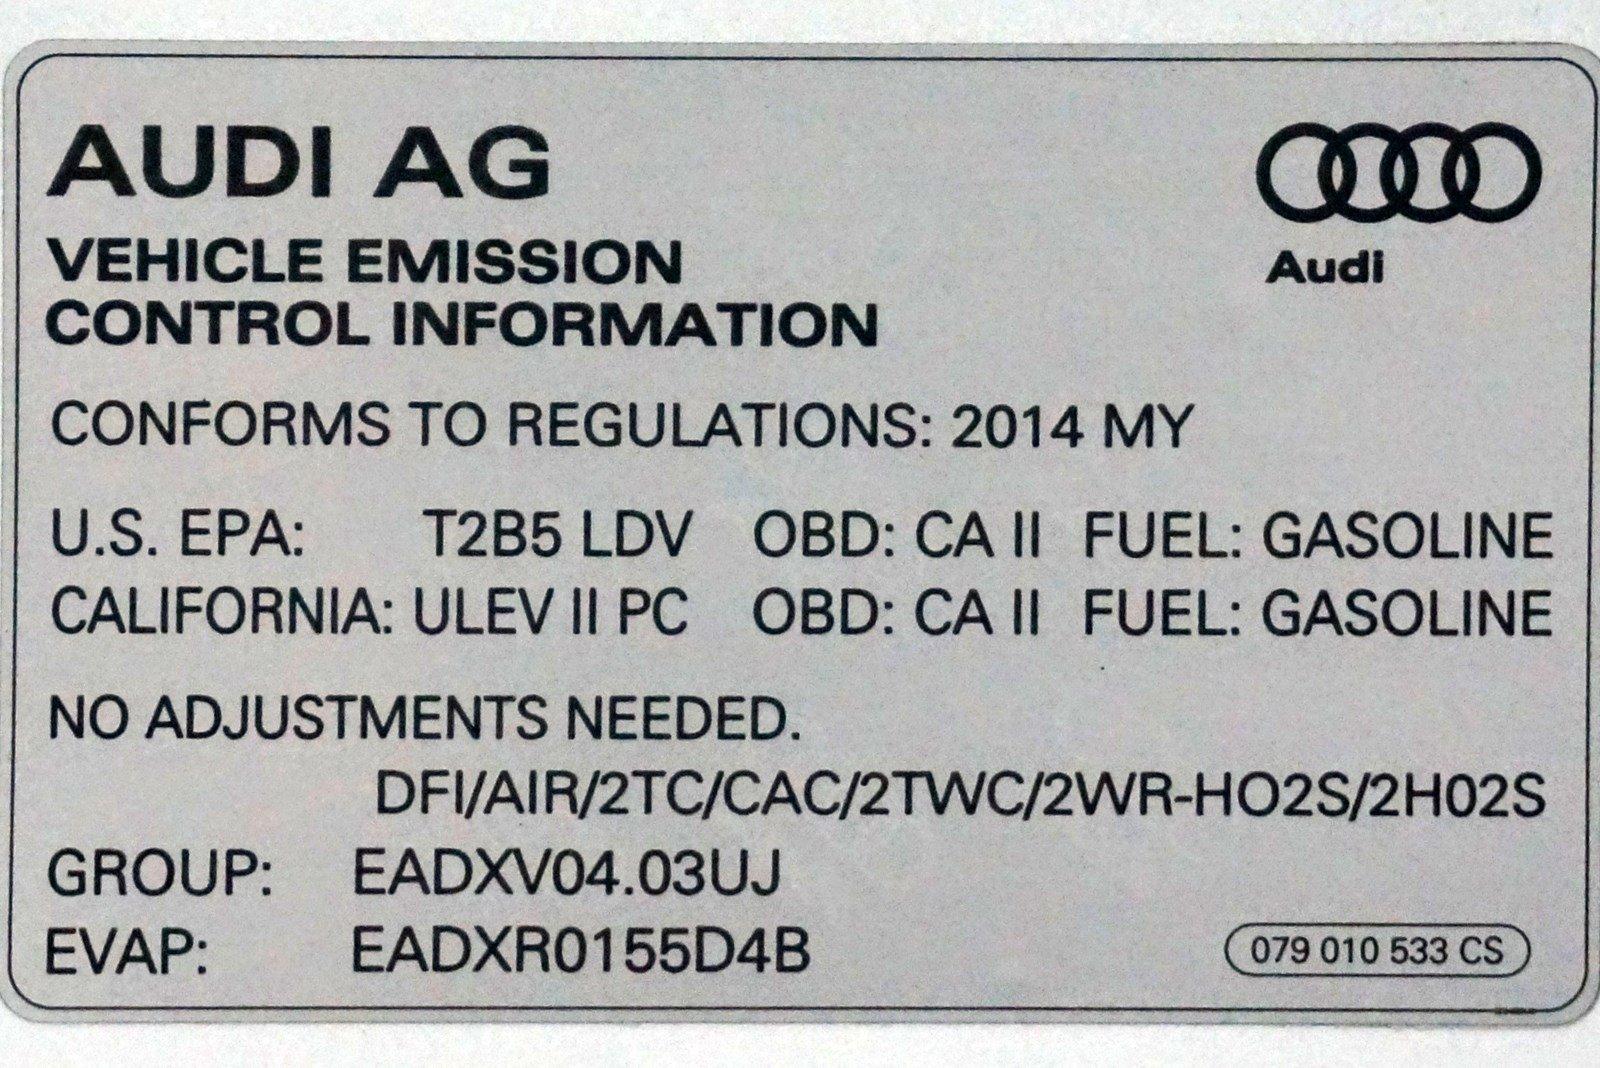 AUDI AG
Audi
VEHICLE EMISSION
CONTROL INFORMATION
CONFORMS TO REGULATIONS: 2014 MY
U.S. EPA: T2B5 LDV OBD: CA II FUEL: GASOLINE
CALIFORNIA: ULEV II PC OBD: CA II FUEL: GASOLINE
NO ADJUSTMENTS NEEDED.
DFI/AIR/2TC/CAC/2TWC/2WR-HO2S/2H02S
GROUP: EADXV04.03UJ
EVAP: EADXR0155D4B
079 010 533 CS